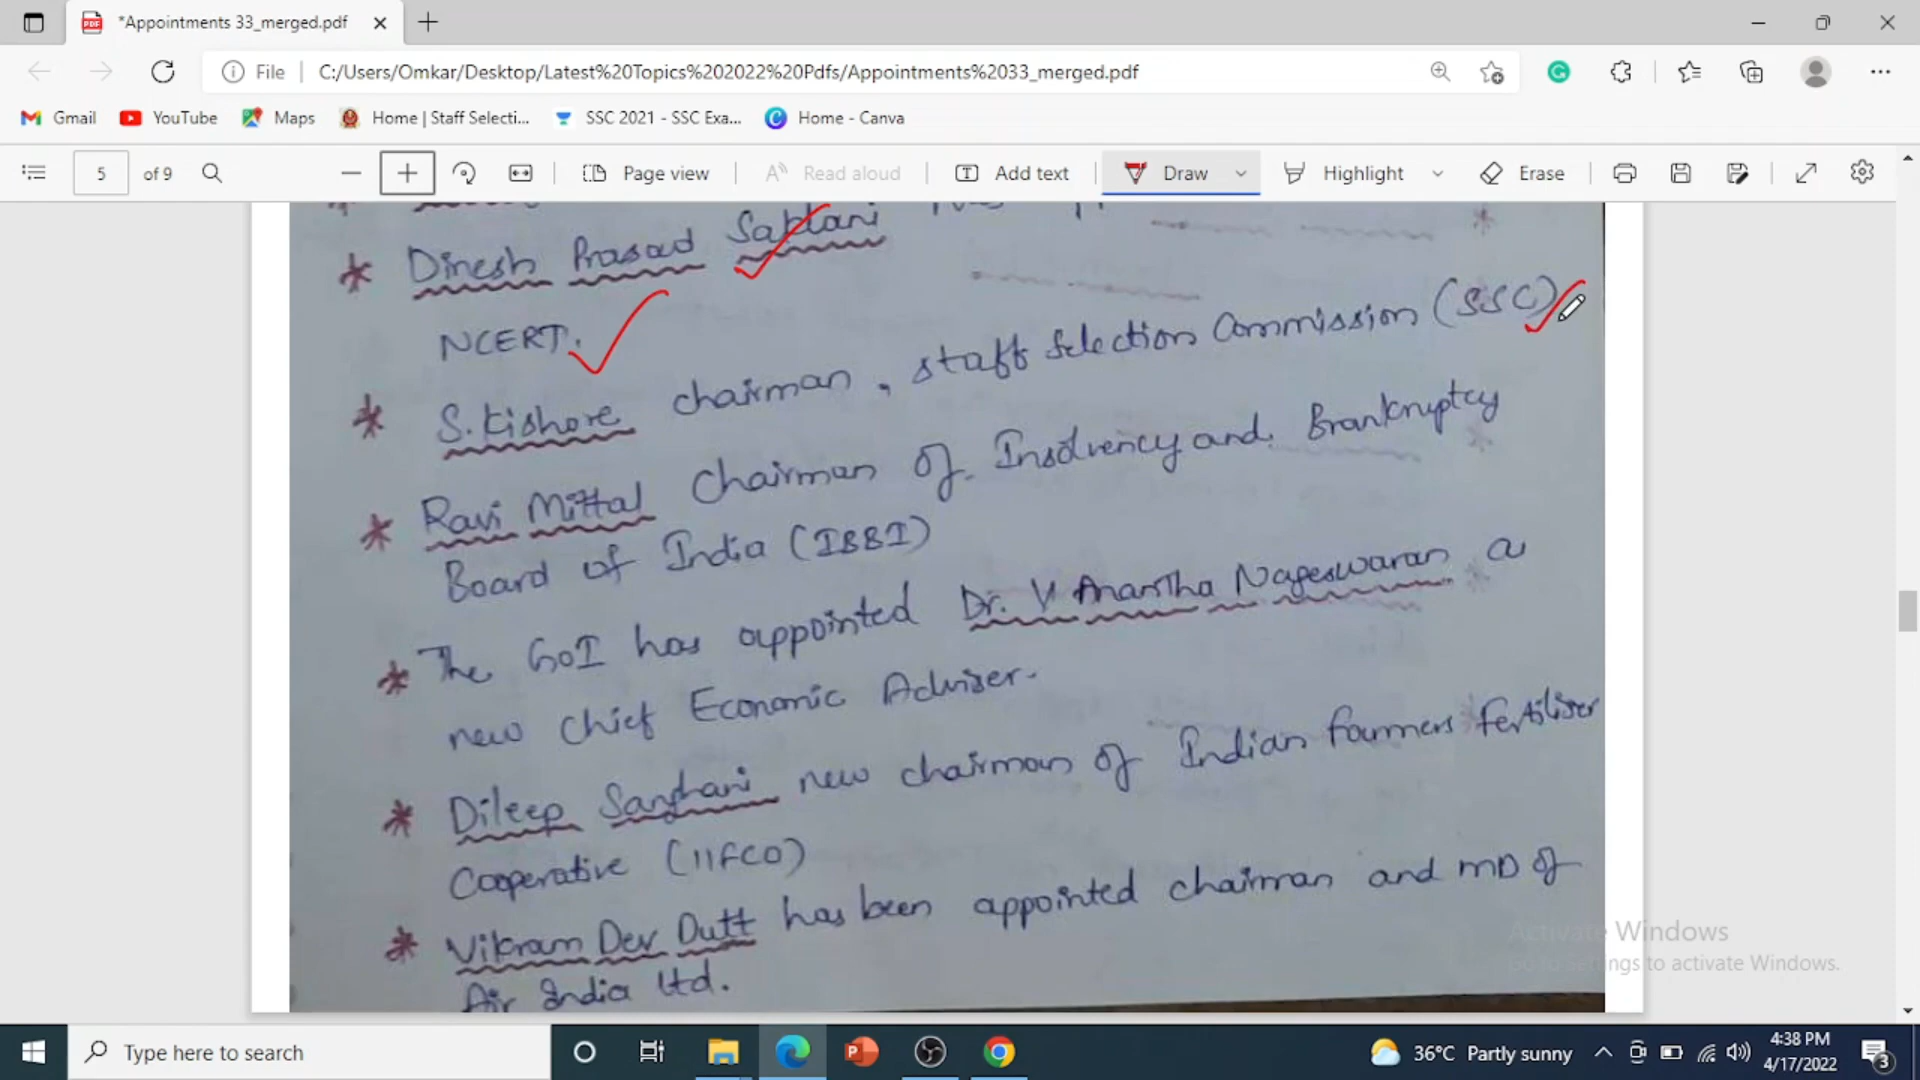 *Appointments 33_merged.pdf
File C:/Users/Omkar/Desktop/Latest%20Topics%202022%20Pdfs/Appointments%2033_merged.pdf
Gmail YouTube Maps Home | Staff Selecti... SSC 2021 - SSC Exa... Home - Canva
5 of 9 Page view Read aloud Add text Draw Highlight Erase
* Dinesh Prasad Saklani
NCERT.
* S. Kishore chairman, staff Selection Commission (SSC)
* Ravi Mittal Chairman of Insolvency and Brankruptcy
Board of India (IBBI)
* The GoI has appointed Dr. V Anantha Nageswaran a
new Chief Economic Adviser.
* Dileep Sanghani new chairman of Indian farmers fertiliser
Cooperative (IIFCO)
* Vikram Dev Dutt has been appointed chairman and MD of
Air India Ltd.
Activate Windows
Go to Settings to activate Windows.
Type here to search 36°C Partly sunny 4:38 PM
4/17/2022 3